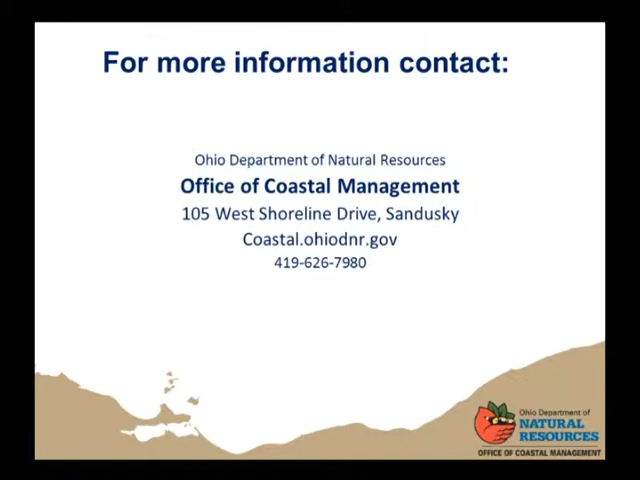 For more information contact:
Ohio Department of Natural Resources
Office of Coastal Management
105 West Shoreline Drive, Sandusky
Coastal.ohiodnr.gov
419-626-7980
Ohio Department of
NATURAL
RESOURCES
OFFICE OF COASTAL MANAGEMENT